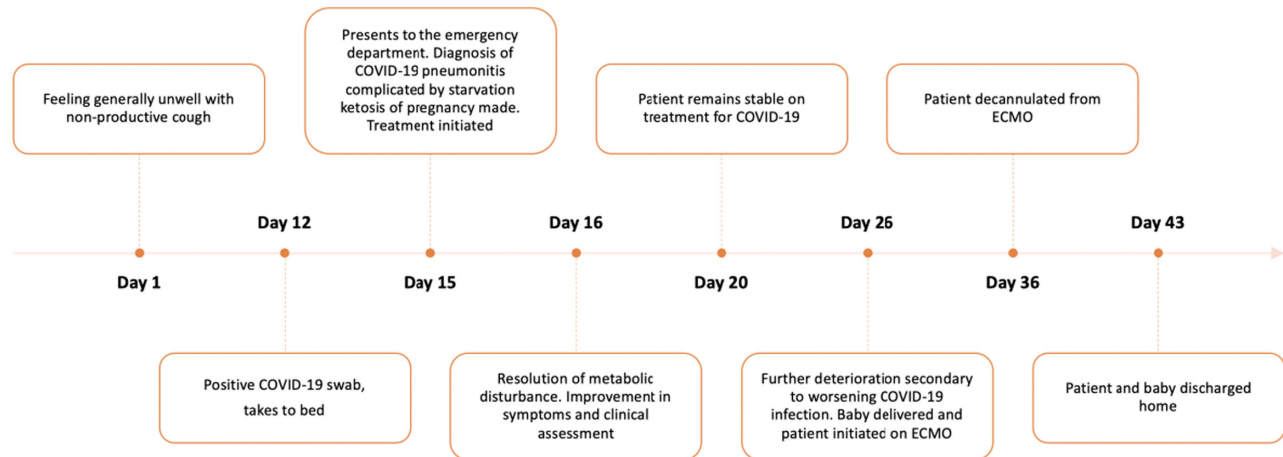 Feeling generally unwell with
non-productive cough
Presents to the emergency
department. Diagnosis of
COVID-19 pneumonitis
complicated by starvation
ketosis of pregnancy made.
Treatment initiated
Patient remains stable on
treatment for COVID-19
Patient decannulated from
ECMO
Day 12
Day 16
Day 26
Day 43
Day 1
Day 15
Day 20
Day 36
Positive COVID-19 swab,
takes to bed
Resolution of metabolic
disturbance. Improvement in
symptoms and clinical
assessment
Further deterioration secondary
to worsening COVID-19
infection. Baby delivered and
patient initiated on ECMO
Patient and baby discharged
home